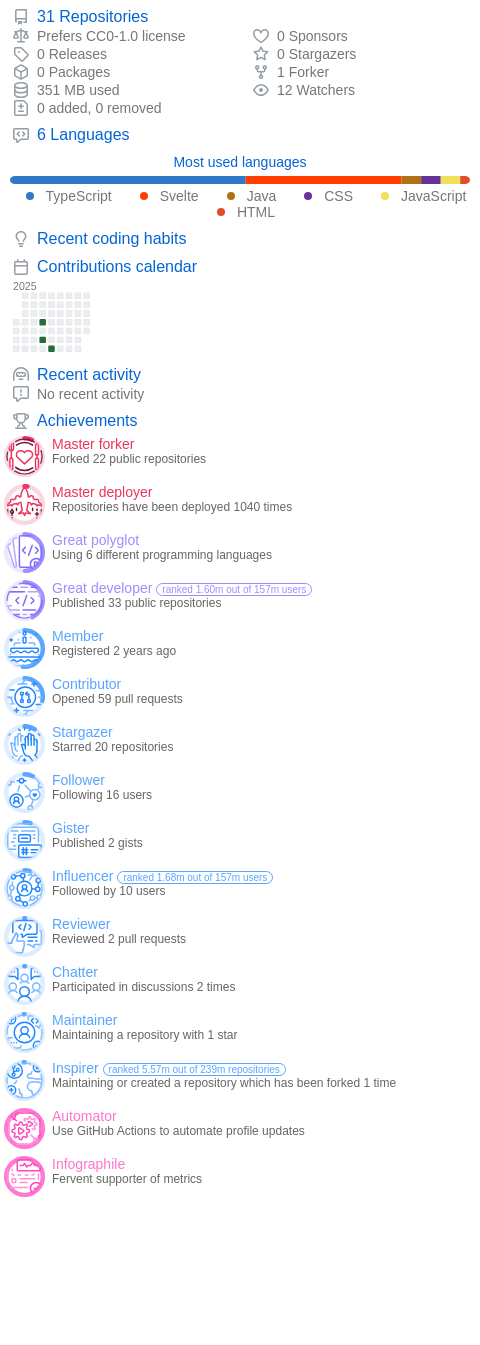 31 Repositories
Prefers CC0-1.0 license
0 Sponsors
0 Releases
0 Stargazers
0 Packages
1 Forker
351 MB used
12 Watchers
0 added, 0 removed
6 Languages
Most used languages
TypeScript Svelte Java CSS JavaScript
HTML
Recent coding habits
Contributions calendar
2025
Recent activity
No recent activity
Achievements
Master forker
Forked 22 public repositories
Master deployer
Repositories have been deployed 1040 times
Great polyglot
Using 6 different programming languages
Great developer ranked 1.60m out of 157m users
Published 33 public repositories
Member
Registered 2 years ago
Contributor
Opened 59 pull requests
Stargazer
Starred 20 repositories
Follower
Following 16 users
Gister
Published 2 gists
Influencer ranked 1.68m out of 157m users
Followed by 10 users
Reviewer
Reviewed 2 pull requests
Chatter
Participated in discussions 2 times
Maintainer
Maintaining a repository with 1 star
Inspirer ranked 5.57m out of 239m repositories
Maintaining or created a repository which has been forked 1 time
Automator
Use GitHub Actions to automate profile updates
Infographile
Fervent supporter of metrics